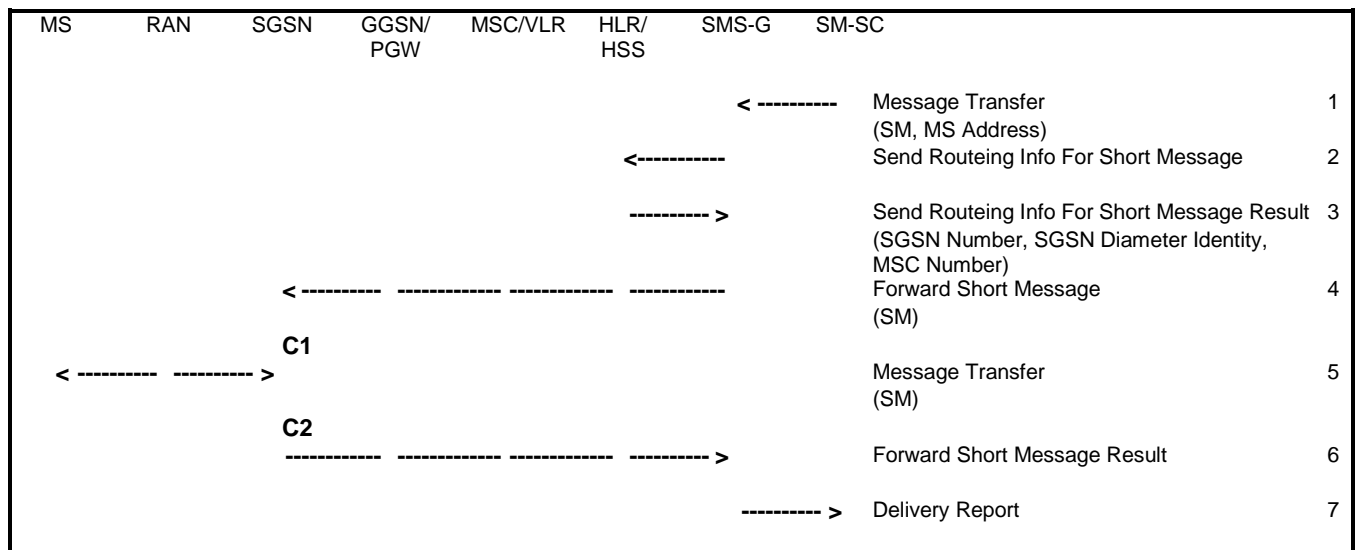 MS RAN SGSN GGSN/ MSC/VLR HLR/ SMS-G SM-SC
PGW HSS
< ---------- Message Transfer 1
(SM, MS Address)
<----------- Send Routeing Info For Short Message 2
---------- > Send Routeing Info For Short Message Result 3
(SGSN Number, SGSN Diameter Identity,
MSC Number)
< ---------- ------------- ------------- ------------ Forward Short Message 4
(SM)
C1
< ---------- ---------- > Message Transfer 5
(SM)
C2
------------ ------------- ------------- ---------- > Forward Short Message Result 6
---------- > Delivery Report 7